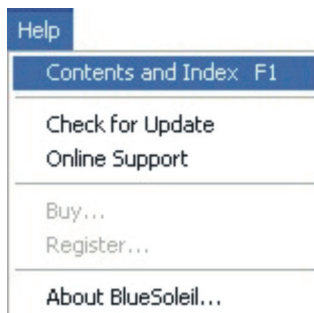 Help
Contents and Index F1
Check for Update
Online Support
Buy...
Register...
About BlueSoleil...